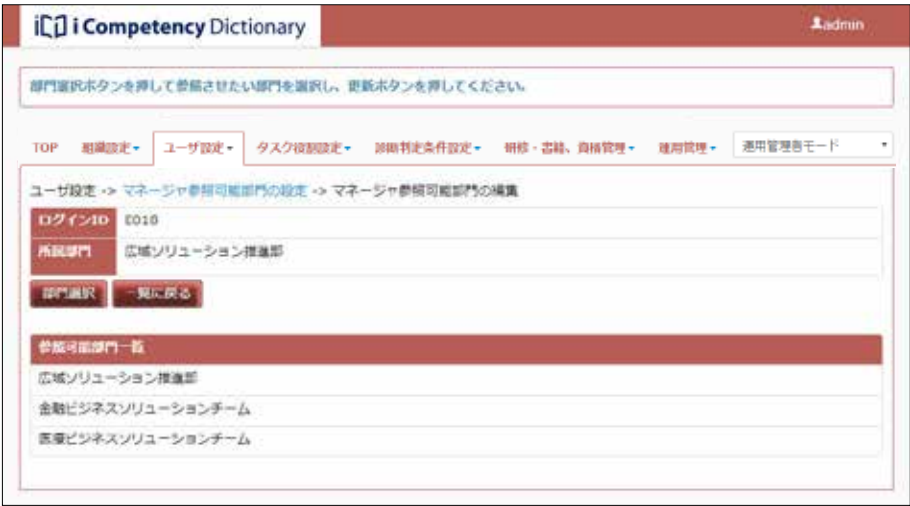 iCD i Competency Dictionary
admin
部門選択ボタンを押して参照させたい部門を選択し、更新ボタンを押してください。
TOP 組織設定 ユーザ設定 タスク役割設定 診断判定条件設定 研修・書籍、資格管理 運用管理 運用管理者モード
ユーザ設定 -> マネージャ参照可能部門の設定 -> マネージャ参照可能部門の編集
ログインID E010
所属部門 広域ソリューション推進部
部門選択 一覧に戻る
参照可能部門一覧
広域ソリューション推進部
金融ビジネスソリューションチーム
医療ビジネスソリューションチーム